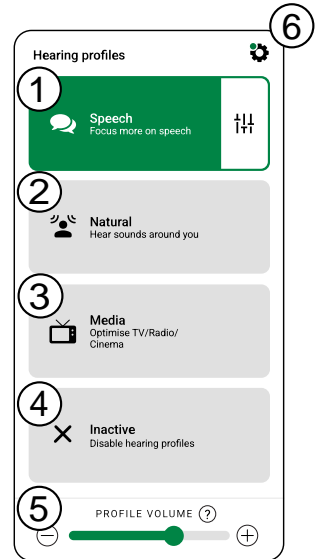 6
Hearing profiles
1
Speech
Focus more on speech
2
Natural
Hear sounds around you
3
Media
Optimise TV/Radio/
Cinema
4
Inactive
Disable hearing profiles
5
PROFILE VOLUME ?